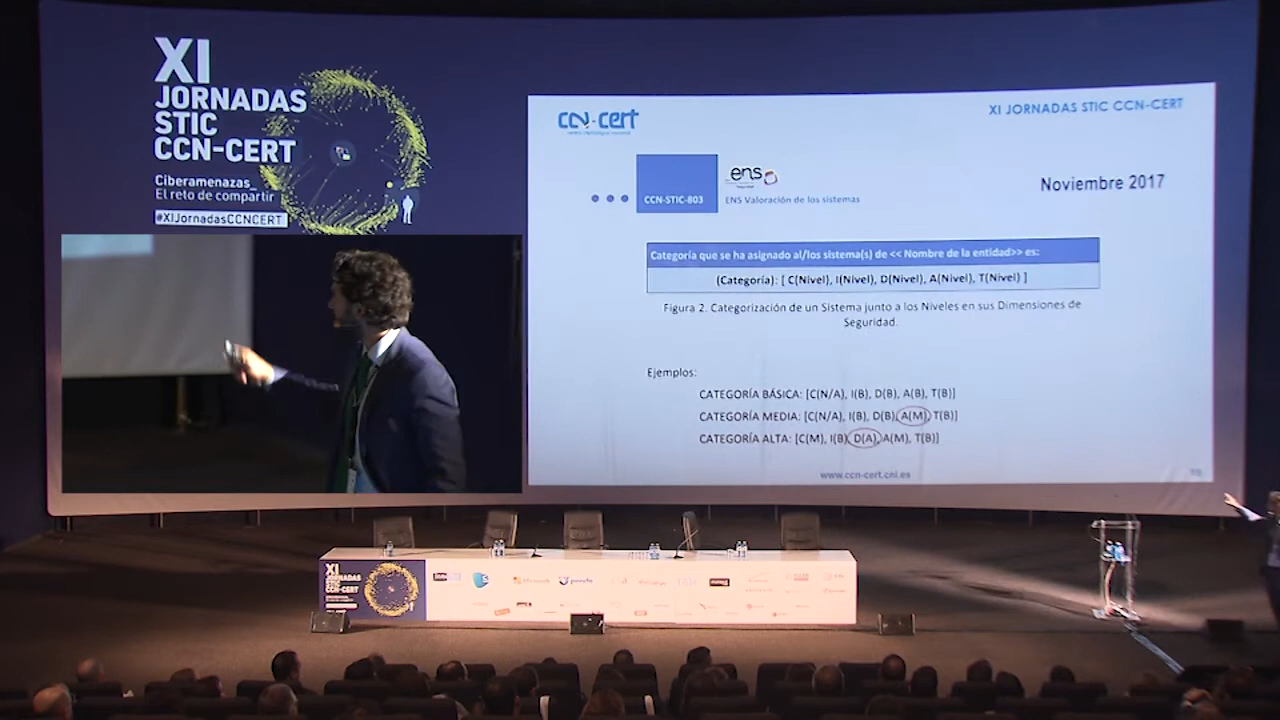 XI
JORNADAS
STIC
CCN-CERT
Ciberamenazas_
El reto de compartir
#XIJornadasCCNCERT
ccn-cert
XI JORNADAS STIC CCN-CERT
ens
Noviembre 2017
CCN-STIC-803
ENS Valoración de los sistemas
Categoría que se ha asignado al/los sistema(s) de << Nombre de la entidad>> es:
(Categoría): [ C(Nivel), I(Nivel), D(Nivel), A(Nivel), T(Nivel) ]
Figura 2. Categorización de un Sistema junto a los Niveles en sus Dimensiones de
Seguridad.
Ejemplos:
CATEGORÍA BÁSICA: [C(N/A), I(B), D(B), A(B), T(B)]
CATEGORÍA MEDIA: [C(N/A), I(B), D(B), A(M), T(B)]
CATEGORÍA ALTA: [C(M), I(B), D(A), A(M), T(B)]
www.ccn-cert.cni.es
XI
JORNADAS
STIC
CCN-CERT
Microsoft